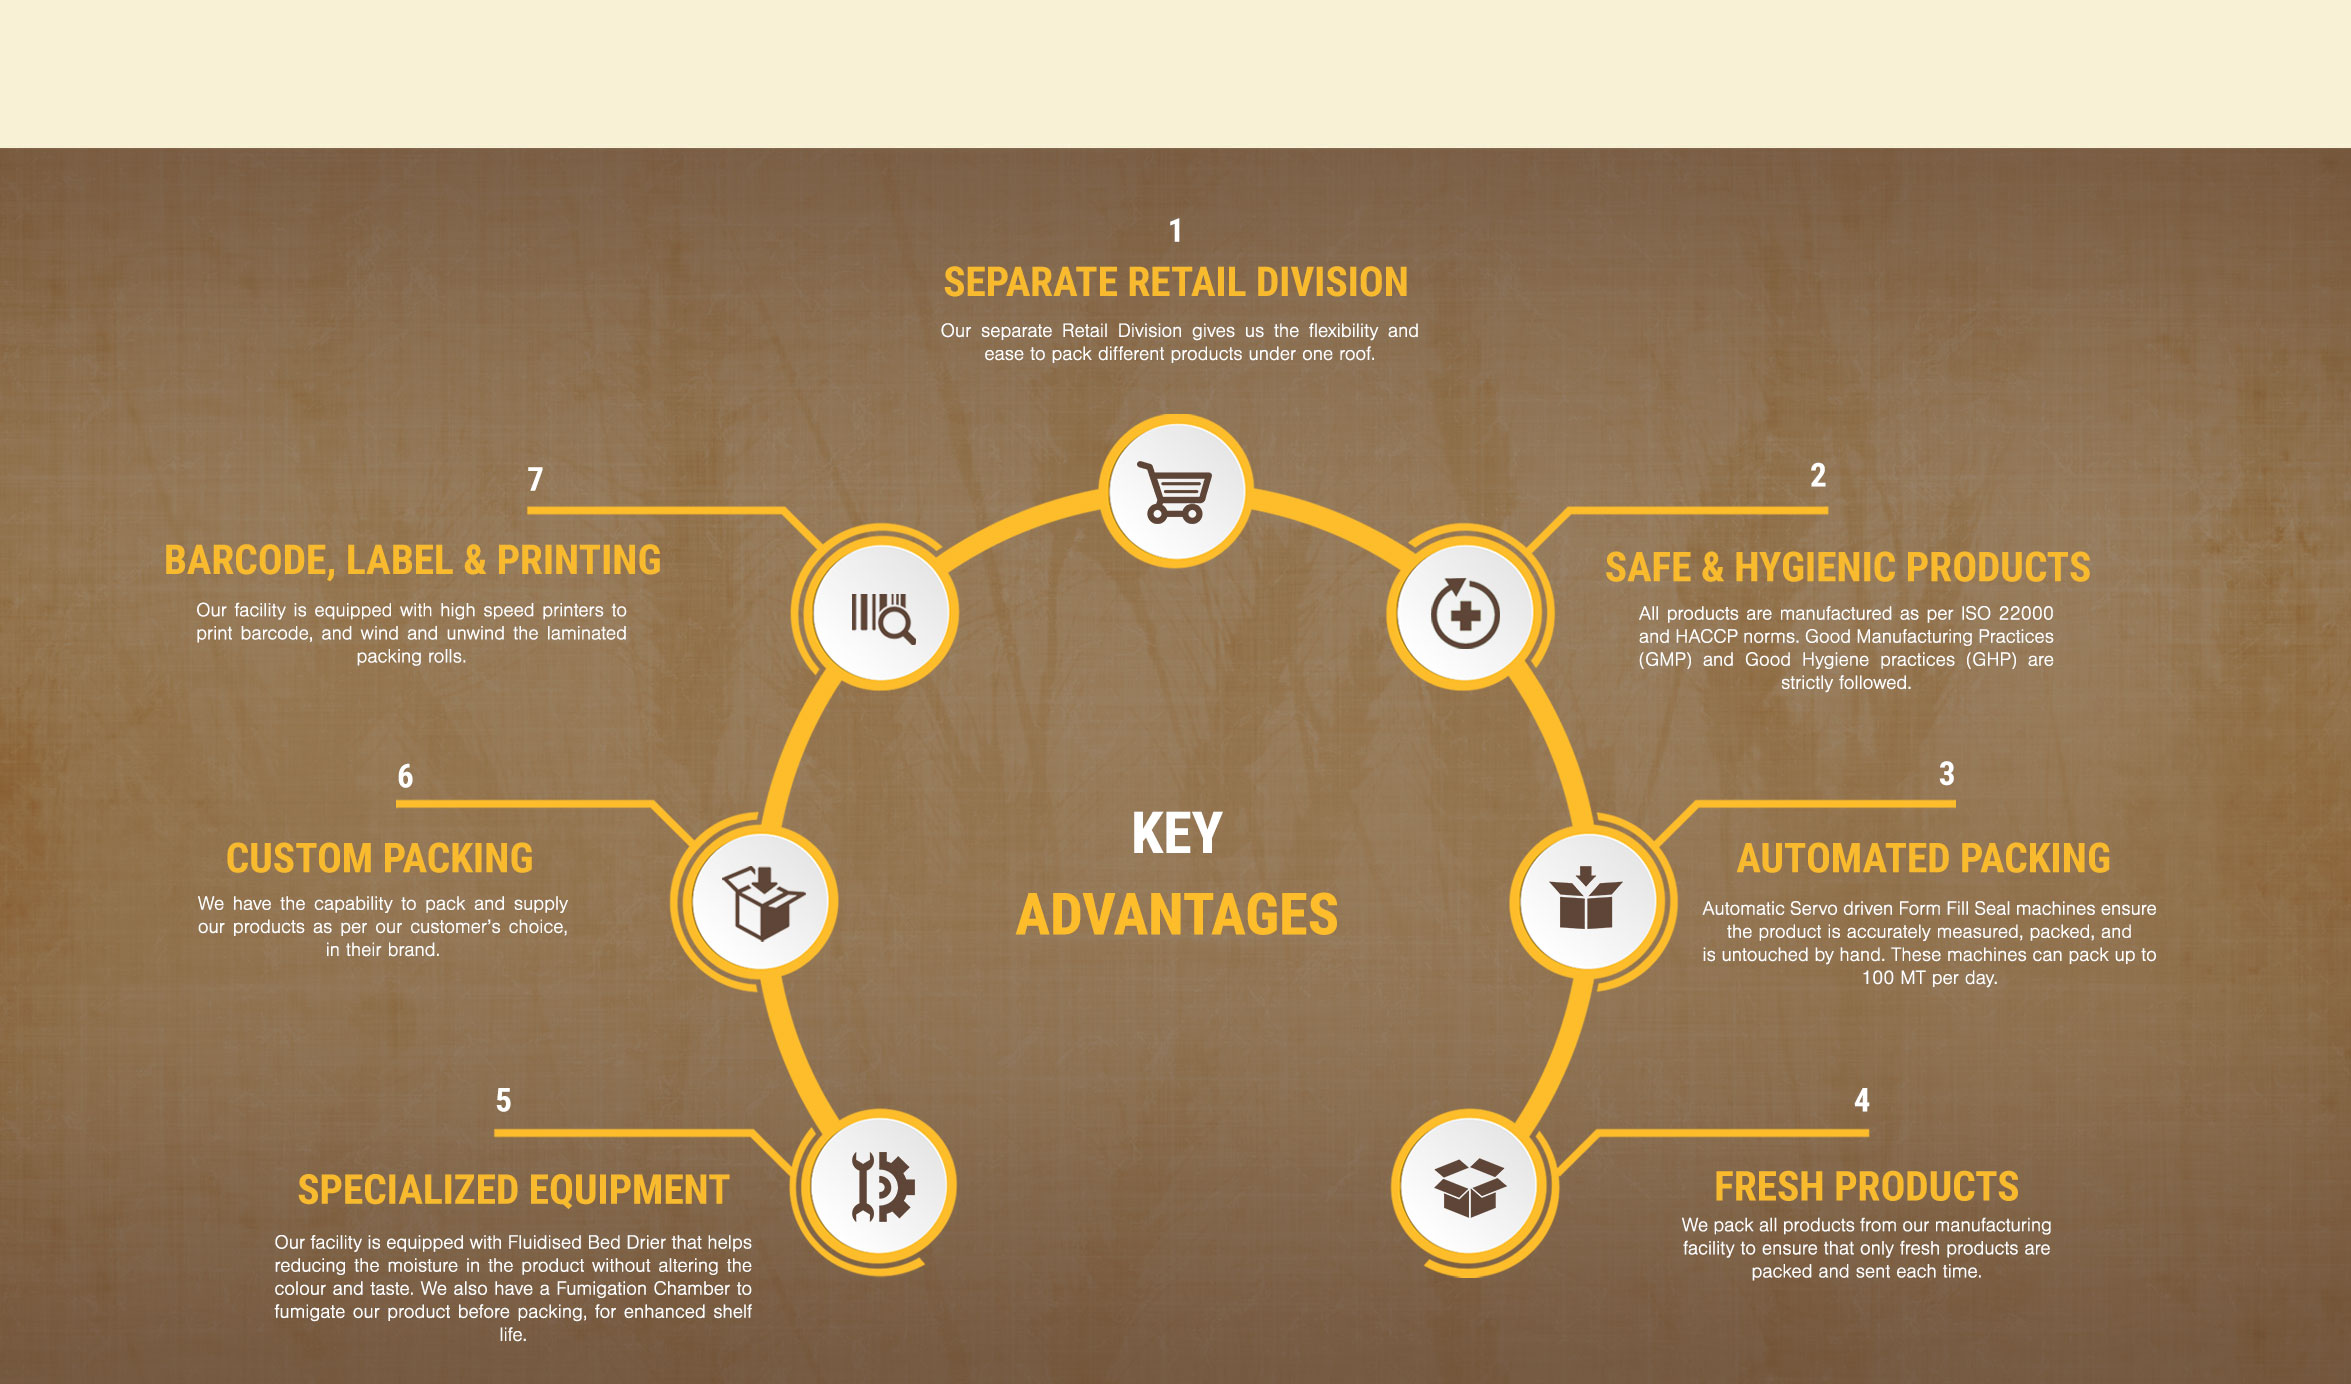 1
SEPARATE RETAIL DIVISION
Our separate Retail Division gives us the flexibility and
ease to pack different products under one roof.
2
SAFE & HYGIENIC PRODUCTS
All products are manufactured as per ISO 22000
and HACCP norms. Good Manufacturing Practices
(GMP) and Good Hygiene practices (GHP) are
strictly followed.
3
AUTOMATED PACKING
Automatic Servo driven Form Fill Seal machines ensure
the product is accurately measured, packed, and
is untouched by hand. These machines can pack up to
100 MT per day.
4
FRESH PRODUCTS
We pack all products from our manufacturing
facility to ensure that only fresh products are
packed and sent each time.
5
SPECIALIZED EQUIPMENT
Our facility is equipped with Fluidised Bed Drier that helps
reducing the moisture in the product without altering the
colour and taste. We also have a Fumigation Chamber to
fumigate our product before packing, for enhanced shelf
life.
6
CUSTOM PACKING
We have the capability to pack and supply
our products as per our customer's choice,
in their brand.
7
BARCODE, LABEL & PRINTING
Our facility is equipped with high speed printers to
print barcode, and wind and unwind the laminated
packing rolls.
KEY
ADVANTAGES